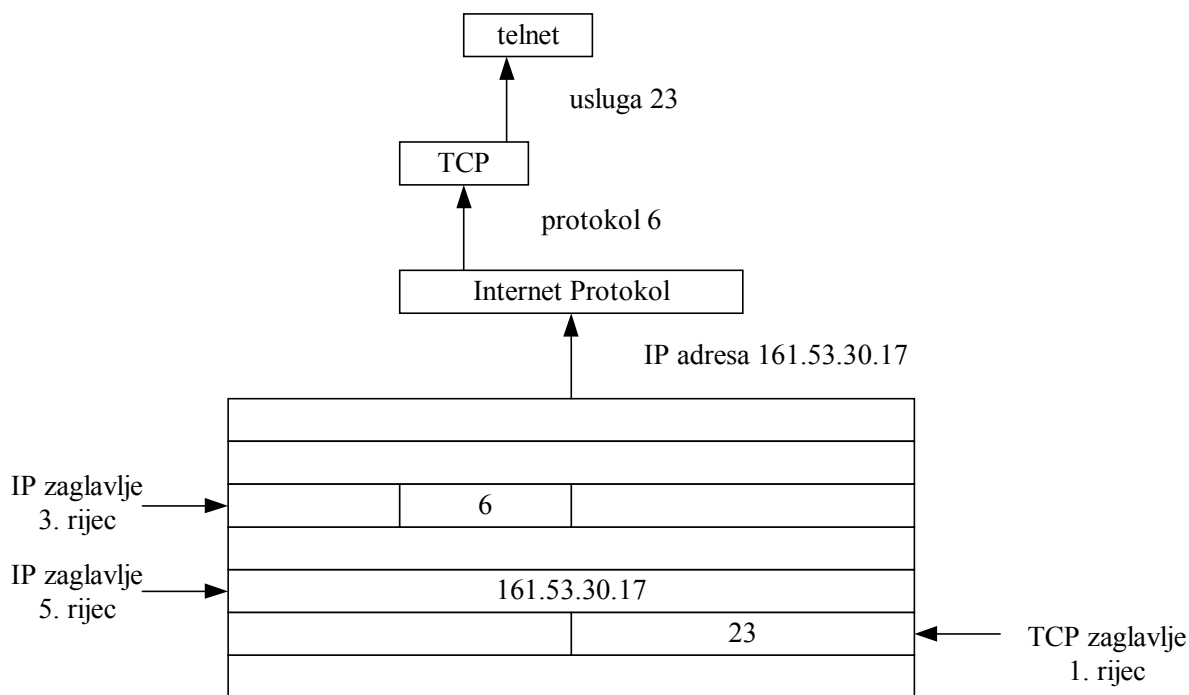 telnet
usluga 23
TCP
protokol 6
Internet Protokol
IP adresa 161.53.30.17
IP zaglavlje
3. rijec
6
IP zaglavlje
5. rijec
161.53.30.17
23
TCP zaglavlje
1. rijec